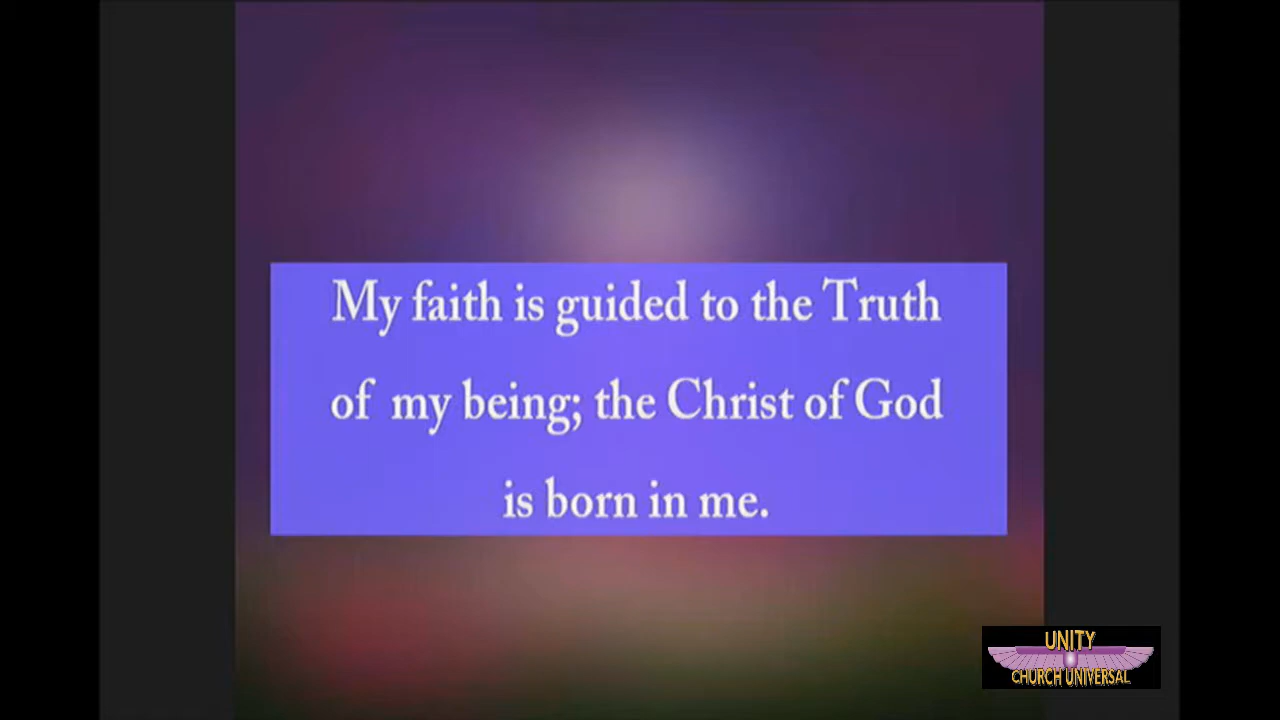 My faith is guided to the Truth
of my being; the Christ of God
is born in me.
UNITY
CHURCH UNIVERSAL